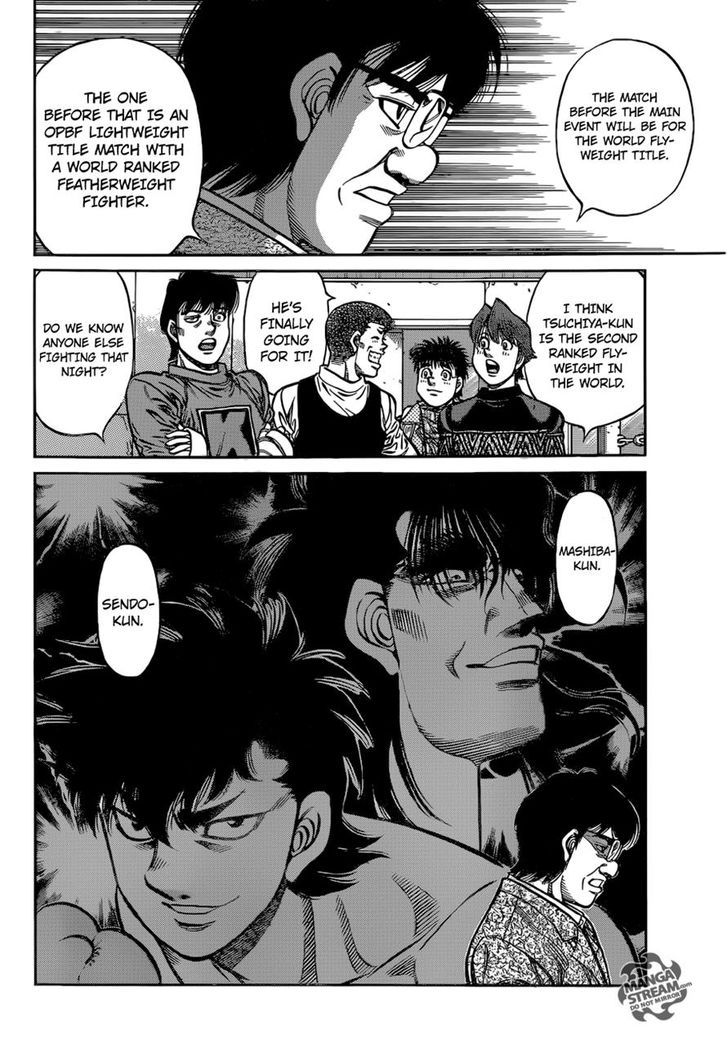 THE MATCH
BEFORE THE MAIN
EVENT WILL BE FOR
THE WORLD FLY-
WEIGHT TITLE.
THE ONE
BEFORE THAT IS AN
OPBF LIGHTWEIGHT
TITLE MATCH WITH
A WORLD RANKED
FEATHERWEIGHT
FIGHTER.
I THINK
TSUCHIYA-KUN
IS THE SECOND
RANKED FLY-
WEIGHT IN
THE WORLD.
HE'S
FINALLY
GOING
FOR IT!
DO WE KNOW
ANYONE ELSE
FIGHTING THAT
NIGHT?
MASHIBA-
KUN.
SENDO-
KUN.
MANGA
STREAM.com
DO NOT MIRROR